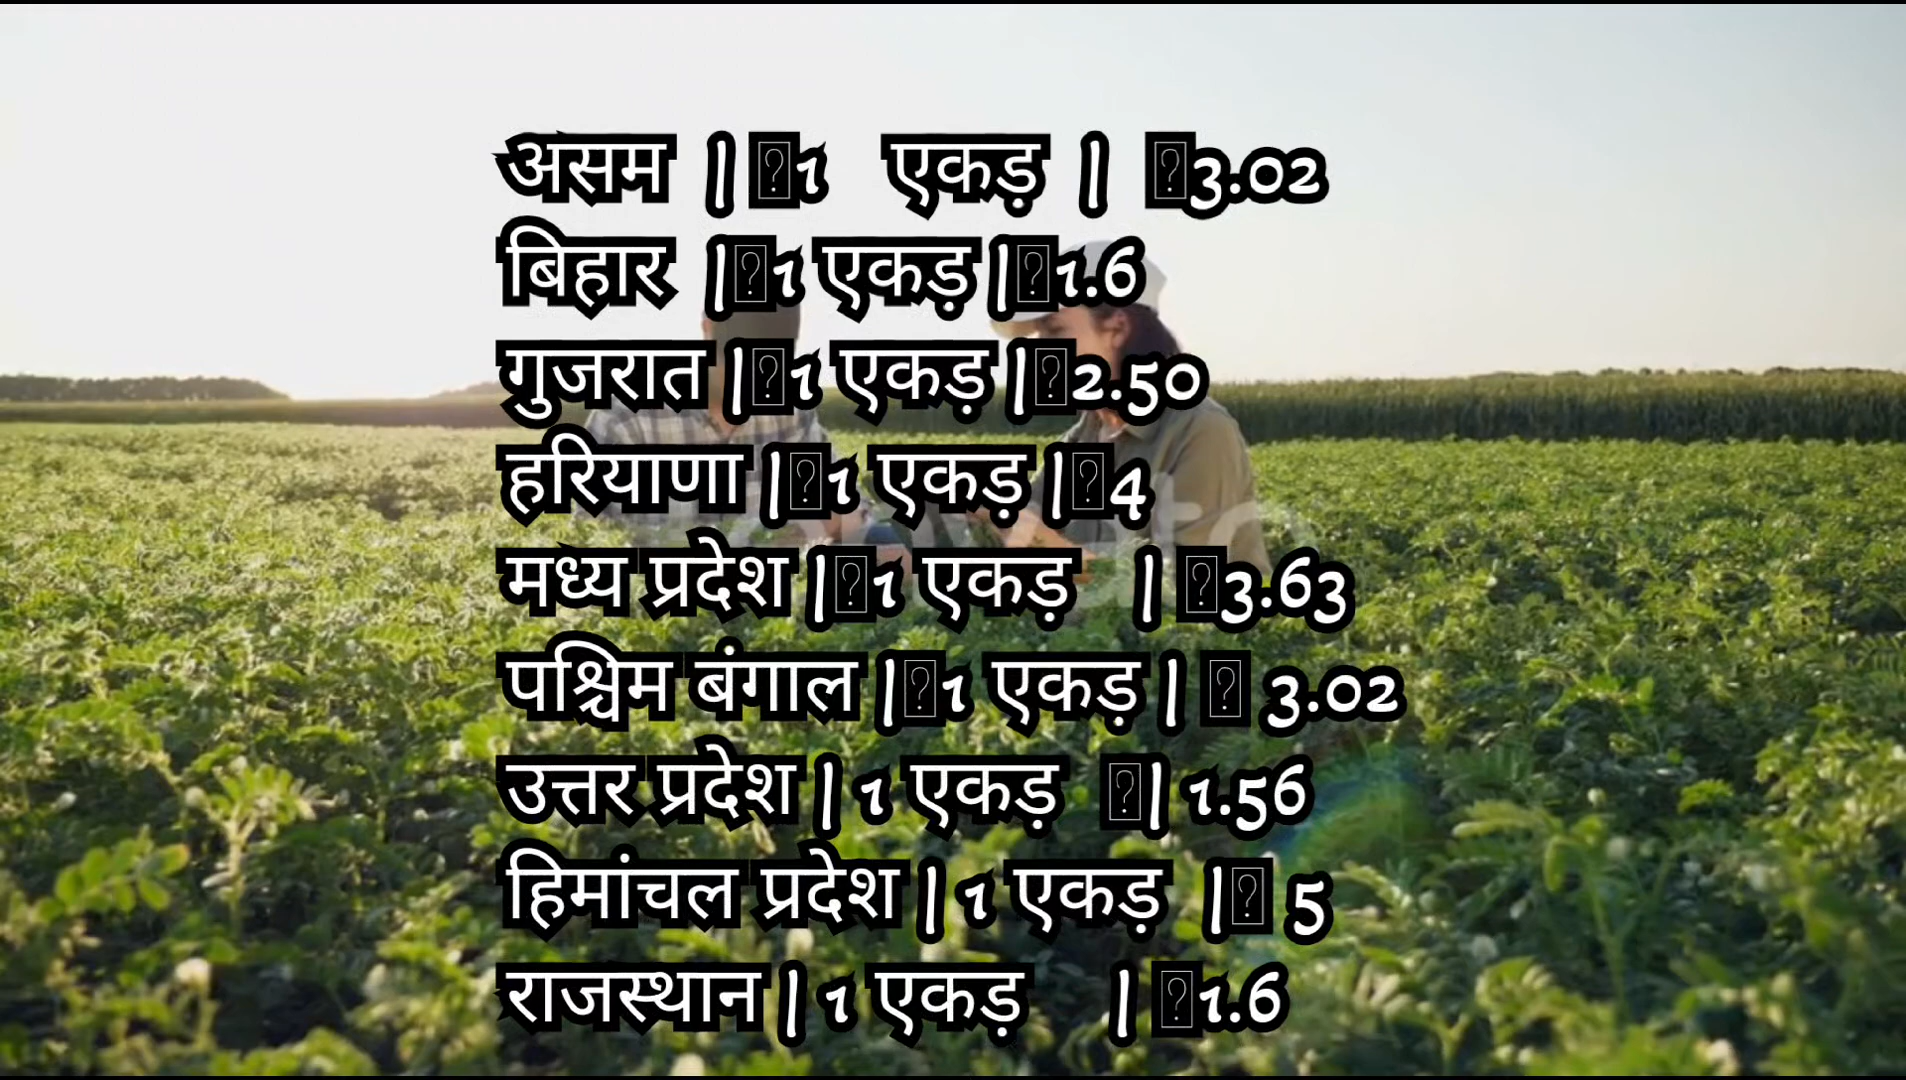 असम | 1 एकड़ | 3.02
बिहार |1 एकड़ |1.6
गुजरात |1 एकड़ |2.50
हरियाणा |1 एकड़ |4
मध्य प्रदेश |1 एकड़ | 3.63
पश्चिम बंगाल |1 एकड़ | 3.02
उत्तर प्रदेश | 1 एकड़ | 1.56
हिमांचल प्रदेश | 1 एकड़ | 5
राजस्थान | 1 एकड़ | 1.6